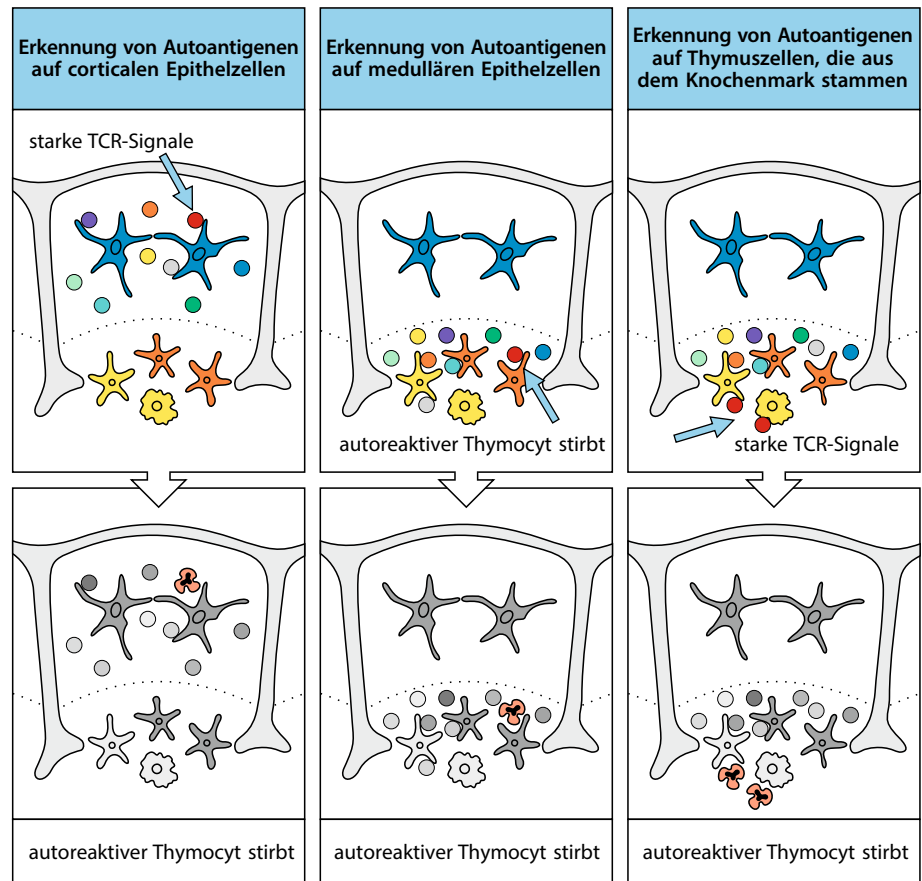 Erkennung von Autoantigenen
auf corticalen Epithelzellen
starke TCR-Signale
autoreaktiver Thymocyt stirbt
Erkennung von Autoantigenen
auf medullären Epithelzellen
autoreaktiver Thymocyt stirbt
autoreaktiver Thymocyt stirbt
Erkennung von Autoantigenen
auf Thymuszellen, die aus
dem Knochenmark stammen
starke TCR-Signale
autoreaktiver Thymocyt stirbt